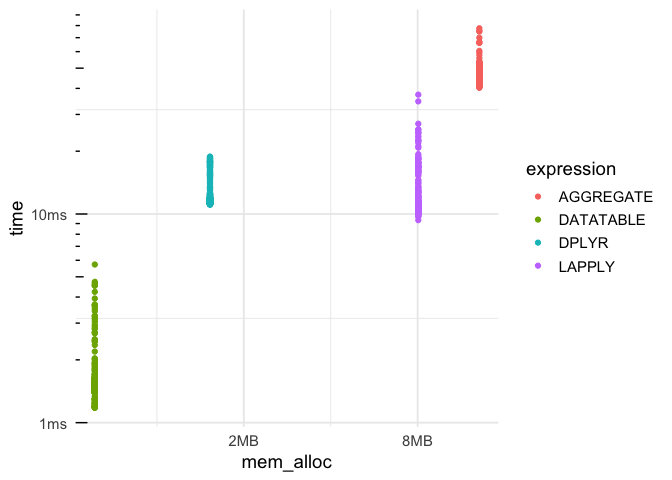 time
10ms
1ms
2MB 8MB
mem_alloc
expression
AGGREGATE
DATATABLE
DPLYR
LAPPLY